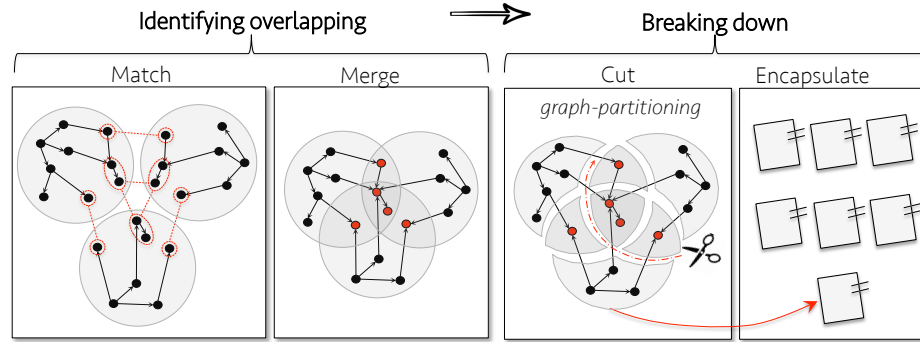 Identifying overlapping
Breaking down
Match
Merge
Cut
Encapsulate
graph-partitioning